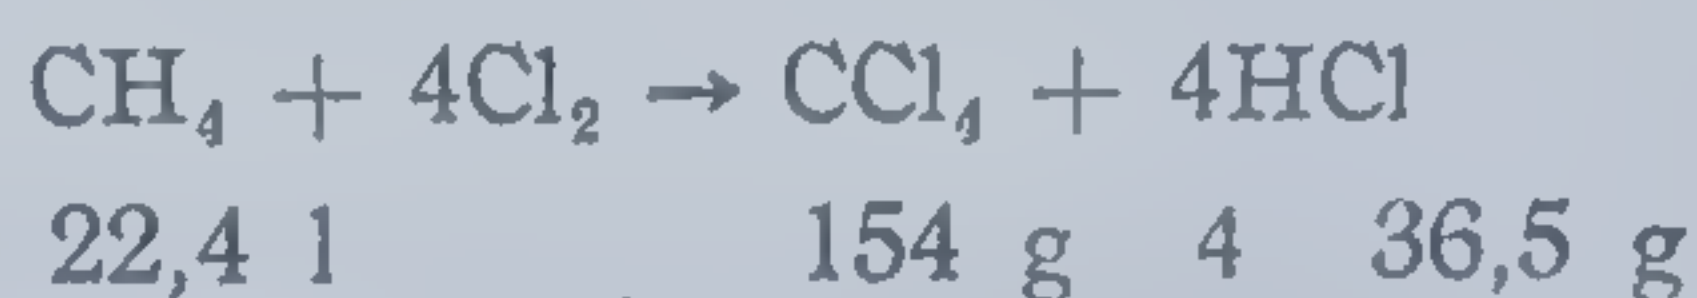 CH₄ + 4Cl₂ → CCl₄ + 4HCl
22,4 l 154 g 4 36,5 g